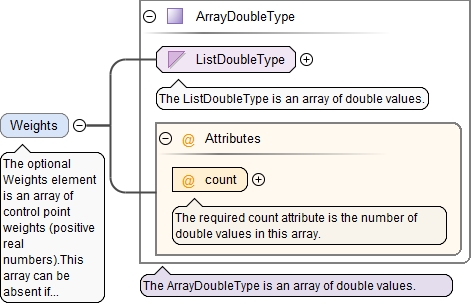 ArrayDoubleType
ListDoubleType
The ListDoubleType is an array of double values.
Weights
The optional
Weights element
is an array of
control point
weights (positive
real
numbers).This
array can be
absent if...
@ Attributes
@ count
The required count attribute is the number of
double values in this array.
The ArrayDoubleType is an array of double values.